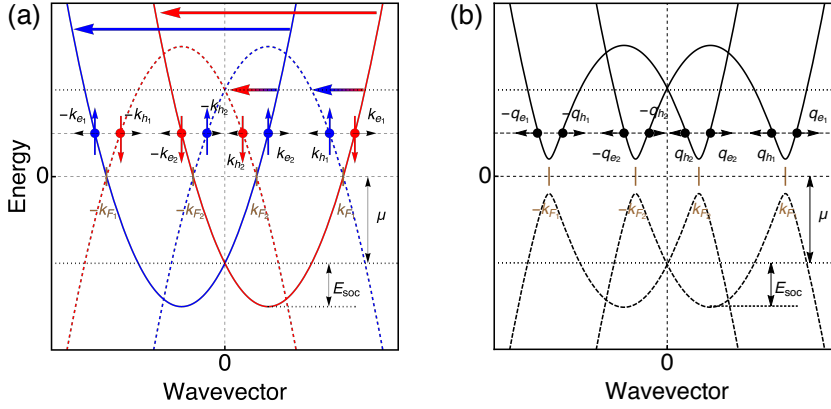 (a)
-k_{e_1}
-k_{h_1}
-k_{h_2}
k_{e_1}
-k_{e_2}
k_{h_2}
k_{e_2}
k_{h_1}
Energy
0
-k_{F_1}
-k_{F_2}
k_{F_2}
k_{F_1}
μ
E_{soc}
0
Wavevector
(b)
-q_{e_1}
-q_{h_1}
-q_{h_2}
q_{e_1}
-q_{e_2}
q_{h_2}
q_{e_2}
q_{h_1}
0
-k_{F_1}
-k_{F_2}
k_{F_2}
k_F
μ
E_{soc}
0
Wavevector